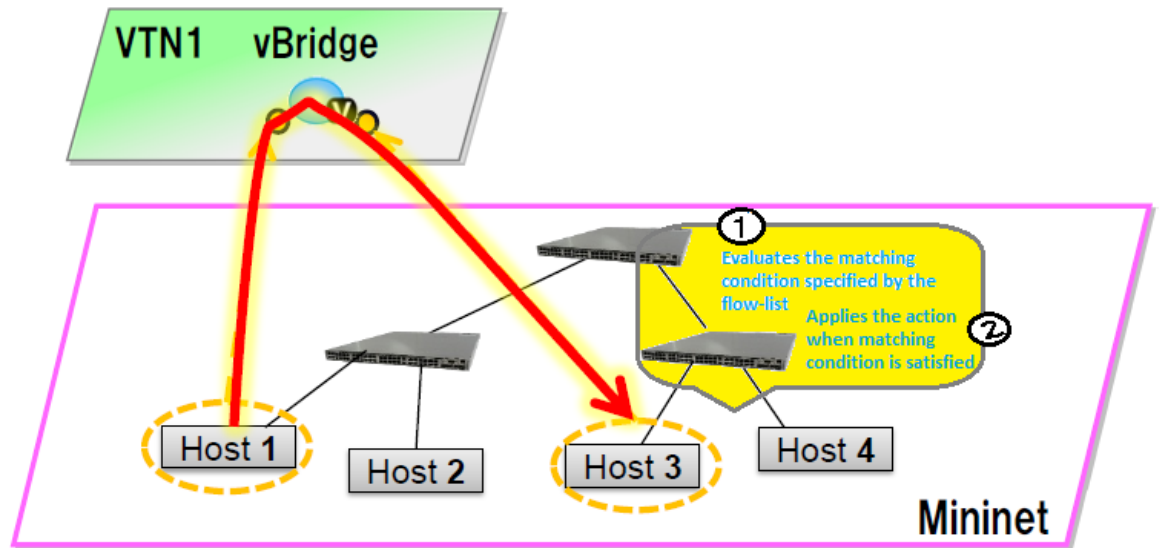 VTN1 vBridge
V
1
Evaluates the matching
condition specified by the
flow-list
Applies the action
when matching
condition is satisfied
2
Host 1
Host 2
Host 3
Host 4
Mininet